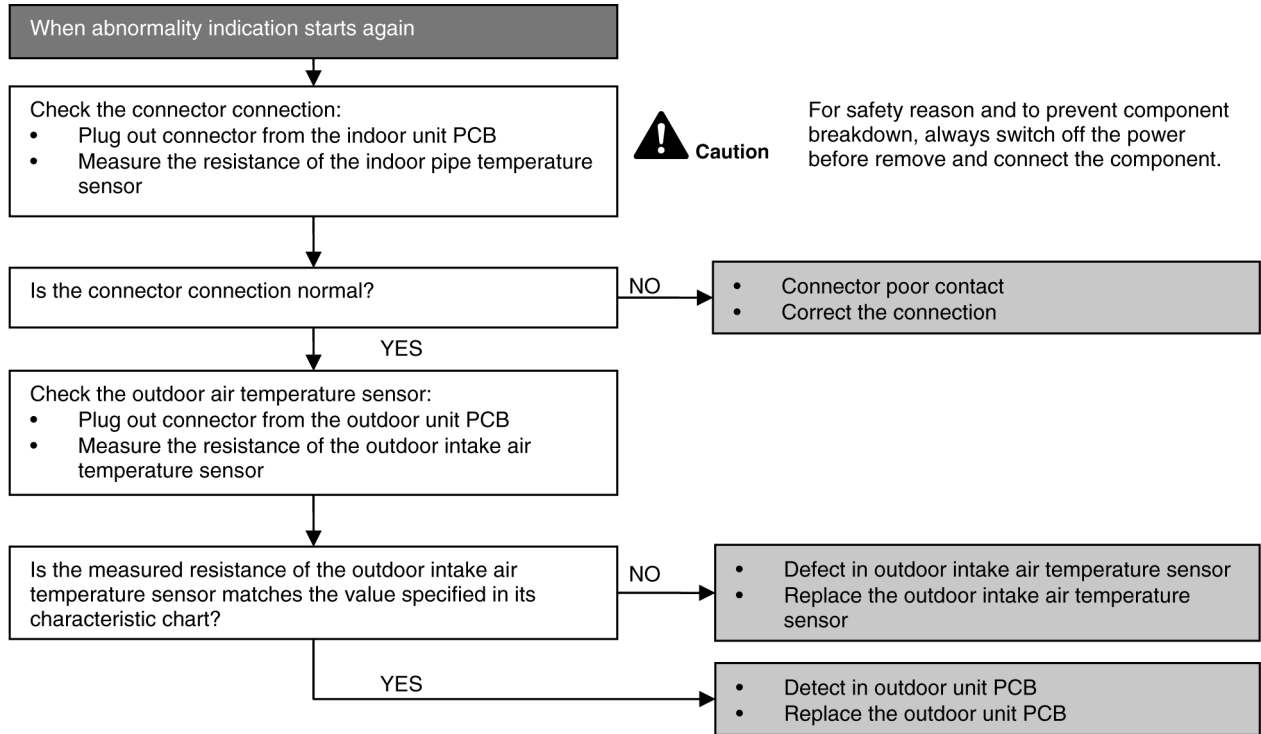 When abnormality indication starts again
Check the connector connection:
• Plug out connector from the indoor unit PCB
• Measure the resistance of the indoor pipe temperature
sensor
Caution
For safety reason and to prevent component
breakdown, always switch off the power
before remove and connect the component.
Is the connector connection normal?
NO
• Connector poor contact
• Correct the connection
YES
Check the outdoor air temperature sensor:
• Plug out connector from the outdoor unit PCB
• Measure the resistance of the outdoor intake air
temperature sensor
Is the measured resistance of the outdoor intake air
temperature sensor matches the value specified in its
characteristic chart?
NO
• Defect in outdoor intake air temperature sensor
• Replace the outdoor intake air temperature
sensor
YES
• Detect in outdoor unit PCB
• Replace the outdoor unit PCB